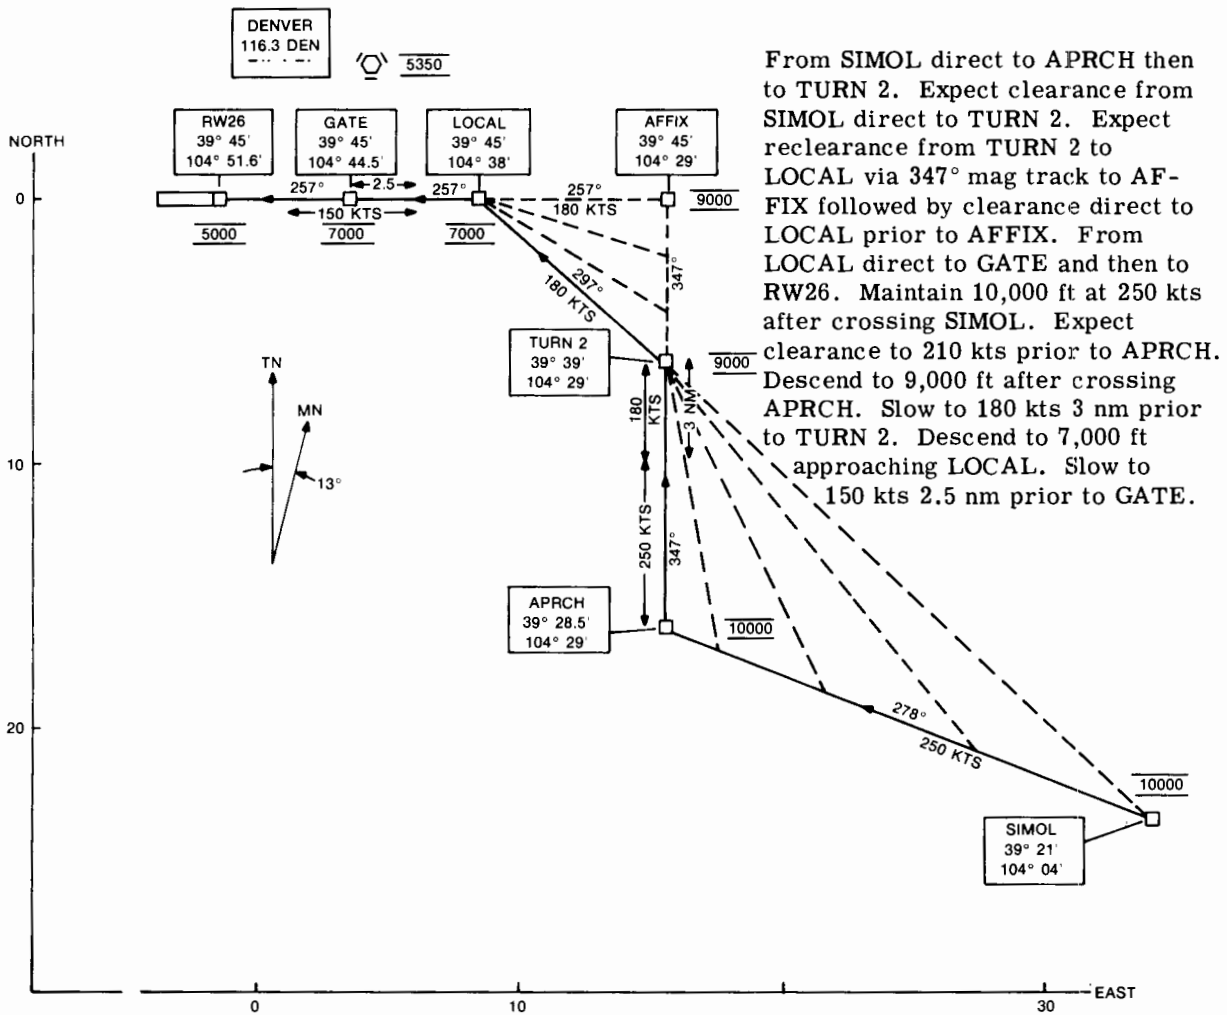 DENVER
116.3 DEN
5350
From SIMOL direct to APRCH then
to TURN 2. Expect clearance from
SIMOL direct to TURN 2. Expect
reclearance from TURN 2 to
LOCAL via 347° mag track to AF-
FIX followed by clearance direct to
LOCAL prior to AFFIX. From
LOCAL direct to GATE and then to
RW26. Maintain 10,000 ft at 250 kts
after crossing SIMOL. Expect
clearance to 210 kts prior to APRCH.
Descend to 9,000 ft after crossing
APRCH. Slow to 180 kts 3 nm prior
to TURN 2. Descend to 7,000 ft
approaching LOCAL. Slow to
150 kts 2.5 nm prior to GATE.
NORTH
RW26
39° 45'
104° 51.6'
GATE
39° 45'
104° 44.5'
LOCAL
39° 45'
104° 38'
AFFIX
39° 45'
104° 29'
0
257°
2.5
257°
257°
150 KTS
180 KTS
9000
5000
7000
7000
347°
297°
180 KTS
TURN 2
39° 39'
104° 29'
9000
TN
MN
13°
180 KTS
3 NM
10
250 KTS
347°
APRCH
39° 28.5'
104° 29'
10000
278°
250 KTS
20
10000
SIMOL
39° 21'
104° 04'
0
10
30
EAST